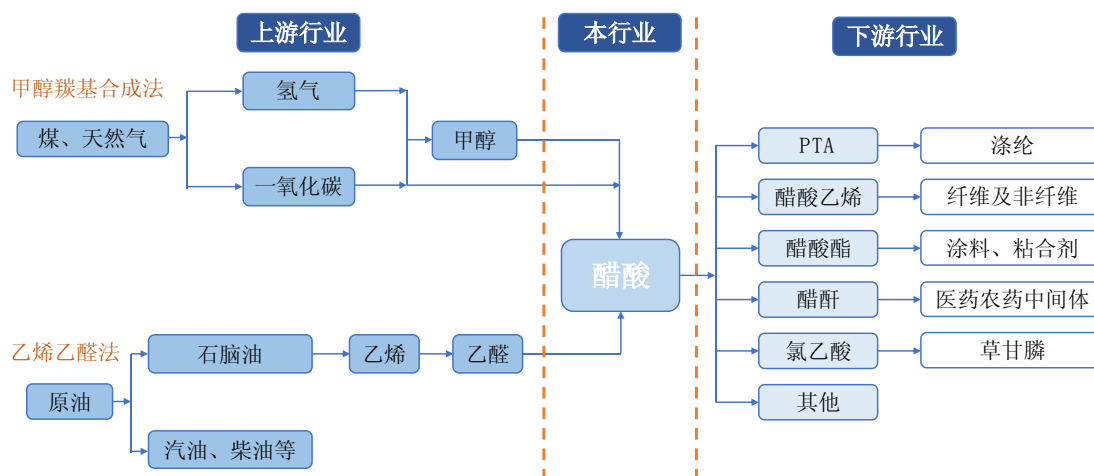 上游行业
本行业
下游行业
甲醇羰基合成法
氢气
煤、天然气
甲醇
一氧化碳
PTA
涤纶
醋酸乙烯
纤维及非纤维
醋酸
醋酸酯
涂料、粘合剂
醋酐
医药农药中间体
乙烯乙醛法
石脑油
乙烯
乙醛
氯乙酸
草甘膦
原油
其他
汽油、柴油等